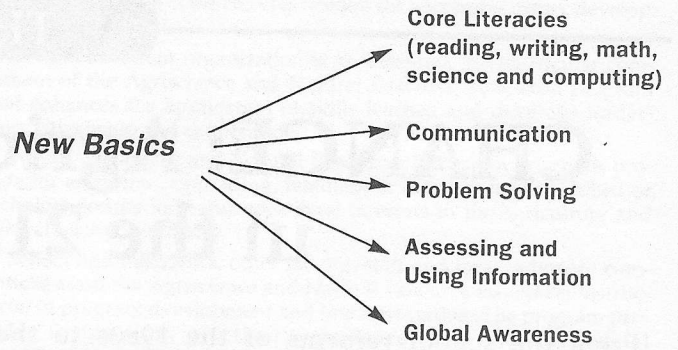 Core Literacies
(reading, writing, math,
science and computing)
New Basics
Communication
Problem Solving
Assessing and
Using Information
Global Awareness